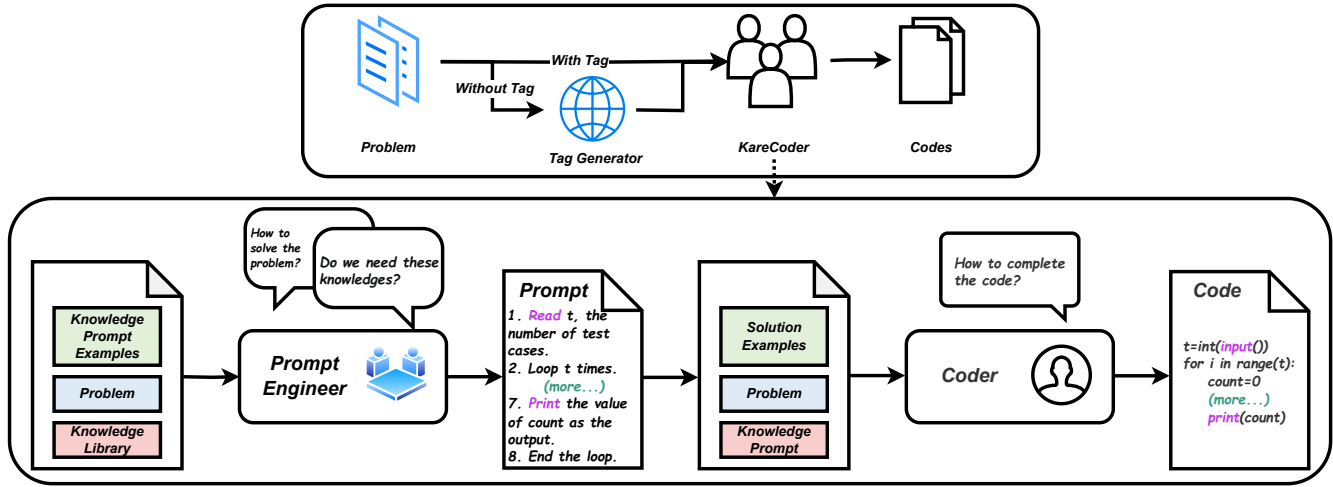 With Tag
Without Tag
Problem
Tag Generator
KareCoder
Codes
How to
solve the
problem?
Do we need these
knowledges?
Knowledge
Prompt
Examples
Problem
Knowledge
Library
Prompt
Engineer
Prompt
1. Read t, the
number of test
cases.
2. Loop t times.
(more...)
7. Print the value
of count as the
output.
8. End the loop.
Solution
Examples
Problem
Knowledge
Prompt
How to complete
the code?
Coder
Code
t=int(input())
for i in range(t):
count=0
(more...)
print(count)